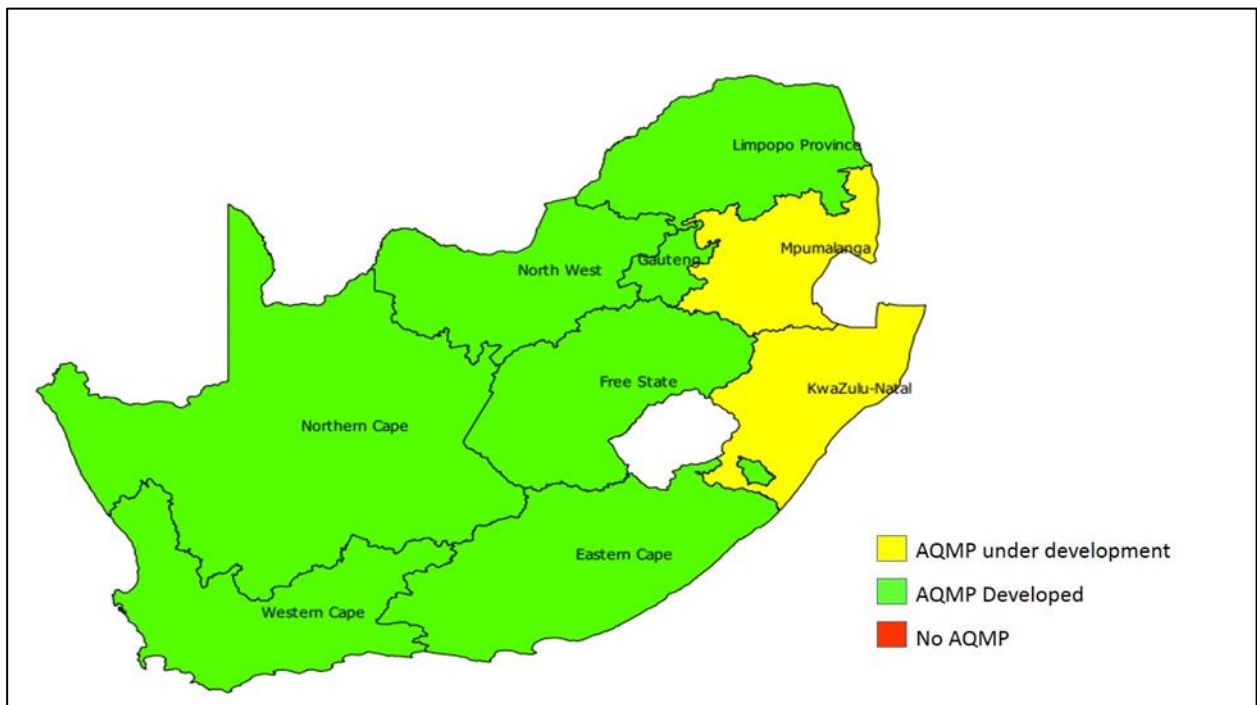 Limpopo Province
Mpumalanga
North West
Gauteng
Free State
KwaZulu-Natal
Northern Cape
Eastern Cape
Western Cape
AQMP under development
AQMP Developed
No AQMP